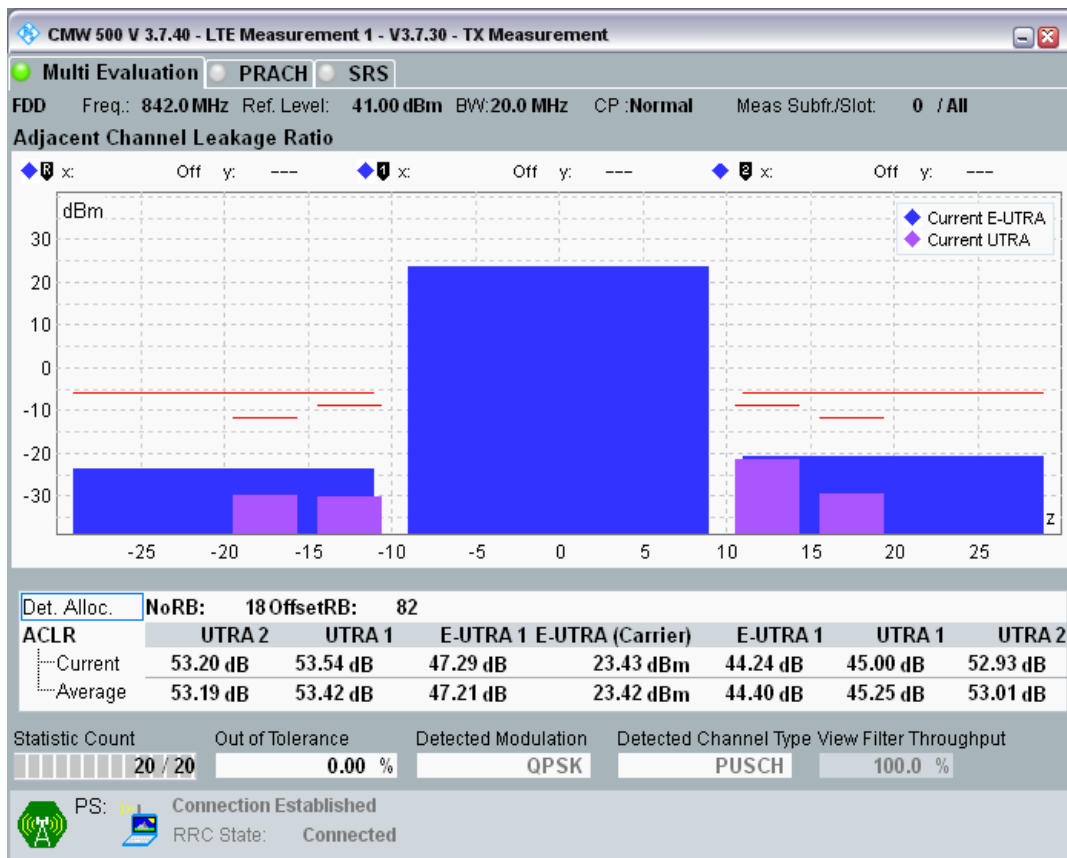 CMW 500 V 3.7.40 - LTE Measurement 1 - V3.7.30 - TX Measurement
Multi Evaluation PRACH SRS
FDD Freq.: 842.0 MHz Ref. Level: 41.00 dBm BW:20.0 MHz CP :Normal Meas Subfr./Slot: 0 / All
Adjacent Channel Leakage Ratio
R x: Off y: --- 1 x: Off y: --- 2 x: Off y: ---
dBm
Current E-UTRA
Current UTRA
30
20
10
0
-10
-20
-30
z
-25 -20 -15 -10 -5 0 5 10 15 20 25
Det. Alloc. NoRB: 18 OffsetRB: 82
ACLR UTRA 2 UTRA 1 E-UTRA 1 E-UTRA (Carrier) E-UTRA 1 UTRA 1 UTRA 2
Current 53.20 dB 53.54 dB 47.29 dB 23.43 dBm 44.24 dB 45.00 dB 52.93 dB
Average 53.19 dB 53.42 dB 47.21 dB 23.42 dBm 44.40 dB 45.25 dB 53.01 dB
Statistic Count Out of Tolerance Detected Modulation Detected Channel Type View Filter Throughput
20 / 20 0.00 % QPSK PUSCH 100.0 %
PS: Connection Established
RRC State: Connected